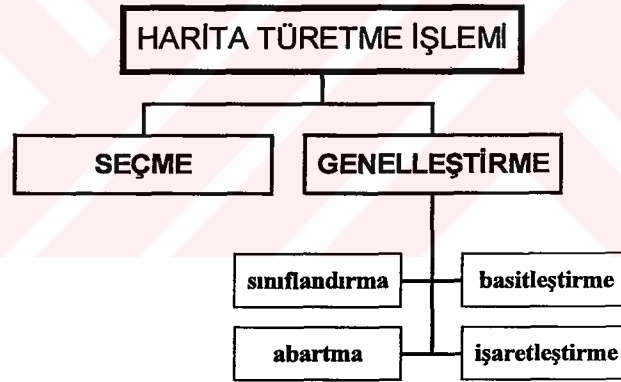 HARİTA TÜRETME İŞLEMİ
SEÇME
GENELLEŞTİRME
sınıflandırma
basitleştirme
abartma
işaretleştirme